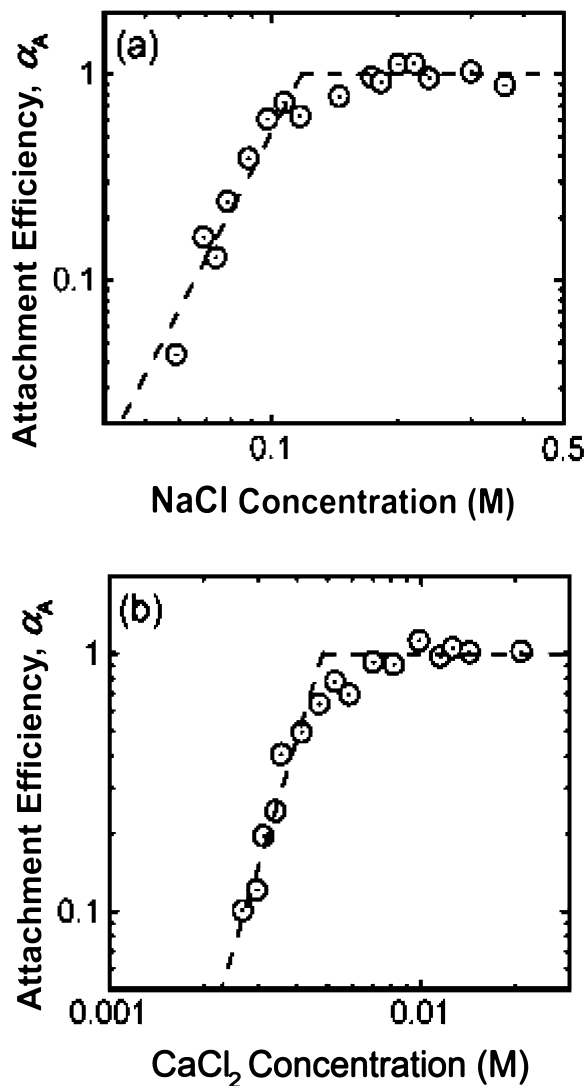 (a)
Attachment Efficiency, αA
1
0.1
0.1
0.5
NaCl Concentration (M)
(b)
Attachment Efficiency, αA
1
0.1
0.001
0.01
CaCl2 Concentration (M)